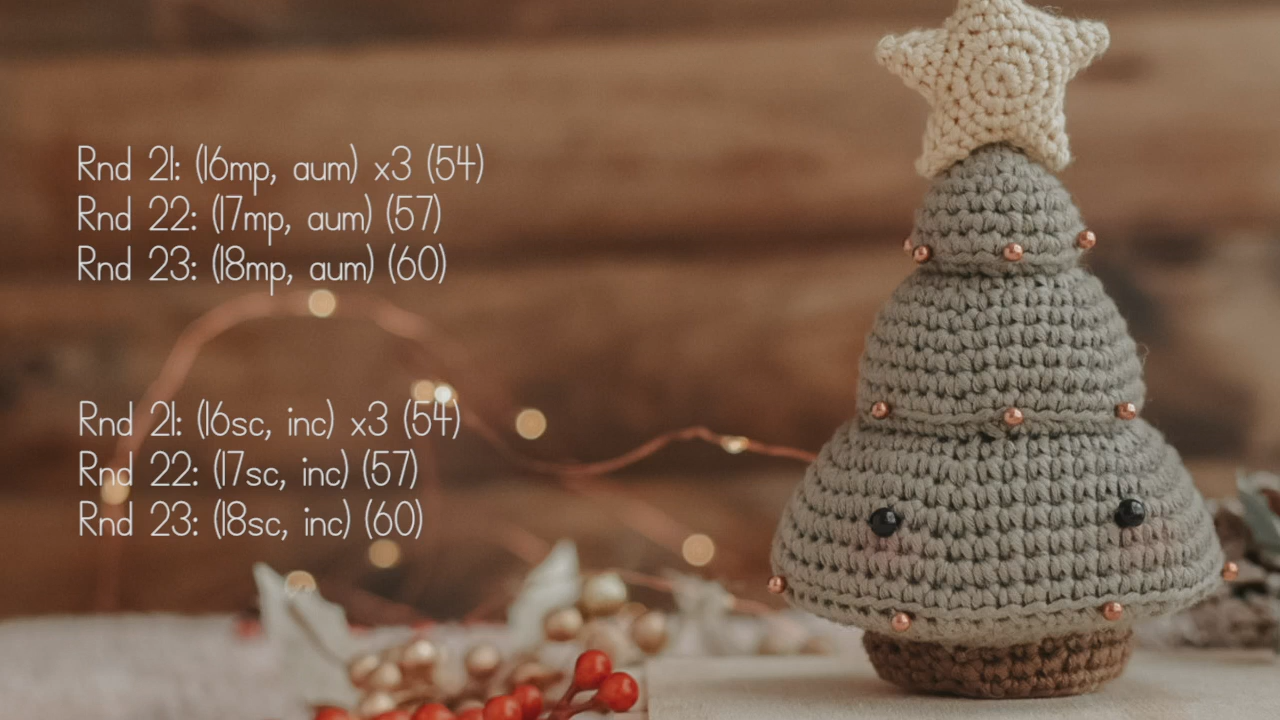 Rnd 21: (16mp, aum) x3 (54)
Rnd 22: (17mp, aum) (57)
Rnd 23: (18mp, aum) (60)
Rnd 21: (16sc, inc) x3 (54)
Rnd 22: (17sc, inc) (57)
Rnd 23: (18sc, inc) (60)